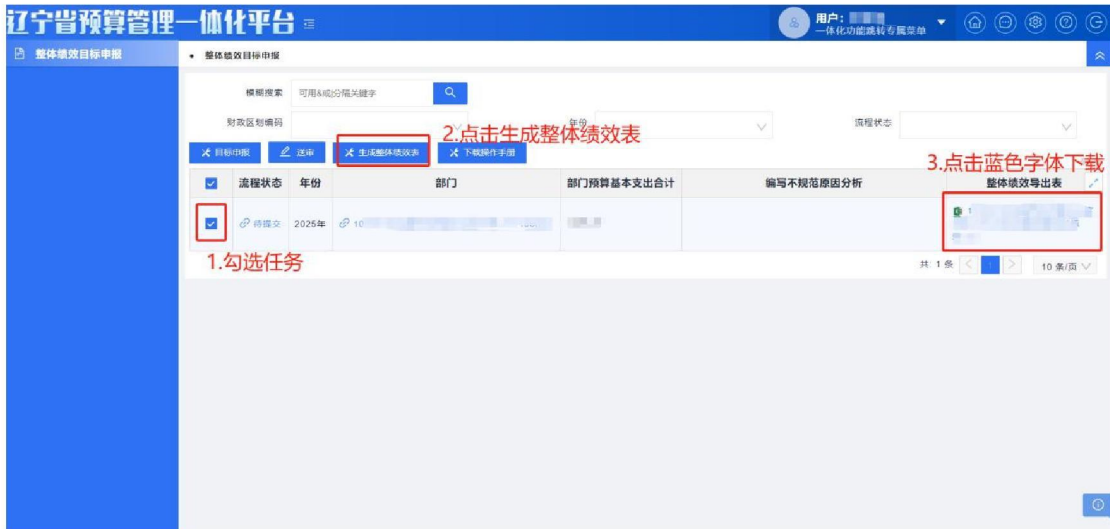 辽宁省预算管理一体化平台
用户：
一体化功能跳转专属菜单
整体绩效目标申报
整体绩效目标申报
模糊搜索
可用&或|分隔关键字
财政区划编码
年份
流程状态
2.点击生成整体绩效表
目标申报
送审
生成整体绩效表
下载操作手册
3.点击蓝色字体下载
流程状态
年份
部门
部门预算基本支出合计
编写不规范原因分析
整体绩效导出表
待提交
2025年
10
1.勾选任务
共 1 条
1
10 条/页